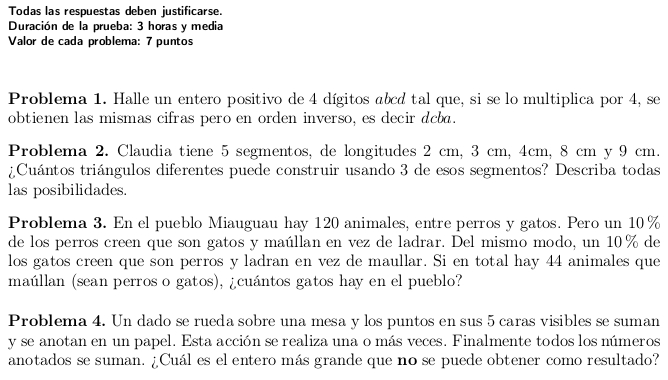 Todas las respuestas deben justificarse.
Duración de la prueba: 3 horas y media
Valor de cada problema: 7 puntos
Problema 1. Halle un entero positivo de 4 dígitos abcd tal que, si se lo multiplica por 4, se
obtienen las mismas cifras pero en orden inverso, es decir dcba.
Problema 2. Claudia tiene 5 segmentos, de longitudes 2 cm, 3 cm, 4cm, 8 cm y 9 cm.
¿Cuántos triángulos diferentes puede construir usando 3 de esos segmentos? Describa todas
las posibilidades.
Problema 3. En el pueblo Miauguau hay 120 animales, entre perros y gatos. Pero un 10 %
de los perros creen que son gatos y maúllan en vez de ladrar. Del mismo modo, un 10 % de
los gatos creen que son perros y ladran en vez de maullar. Si en total hay 44 animales que
maúllan (sean perros o gatos), ¿cuántos gatos hay en el pueblo?
Problema 4. Un dado se rueda sobre una mesa y los puntos en sus 5 caras visibles se suman
y se anotan en un papel. Esta acción se realiza una o más veces. Finalmente todos los números
anotados se suman. ¿Cuál es el entero más grande que no se puede obtener como resultado?